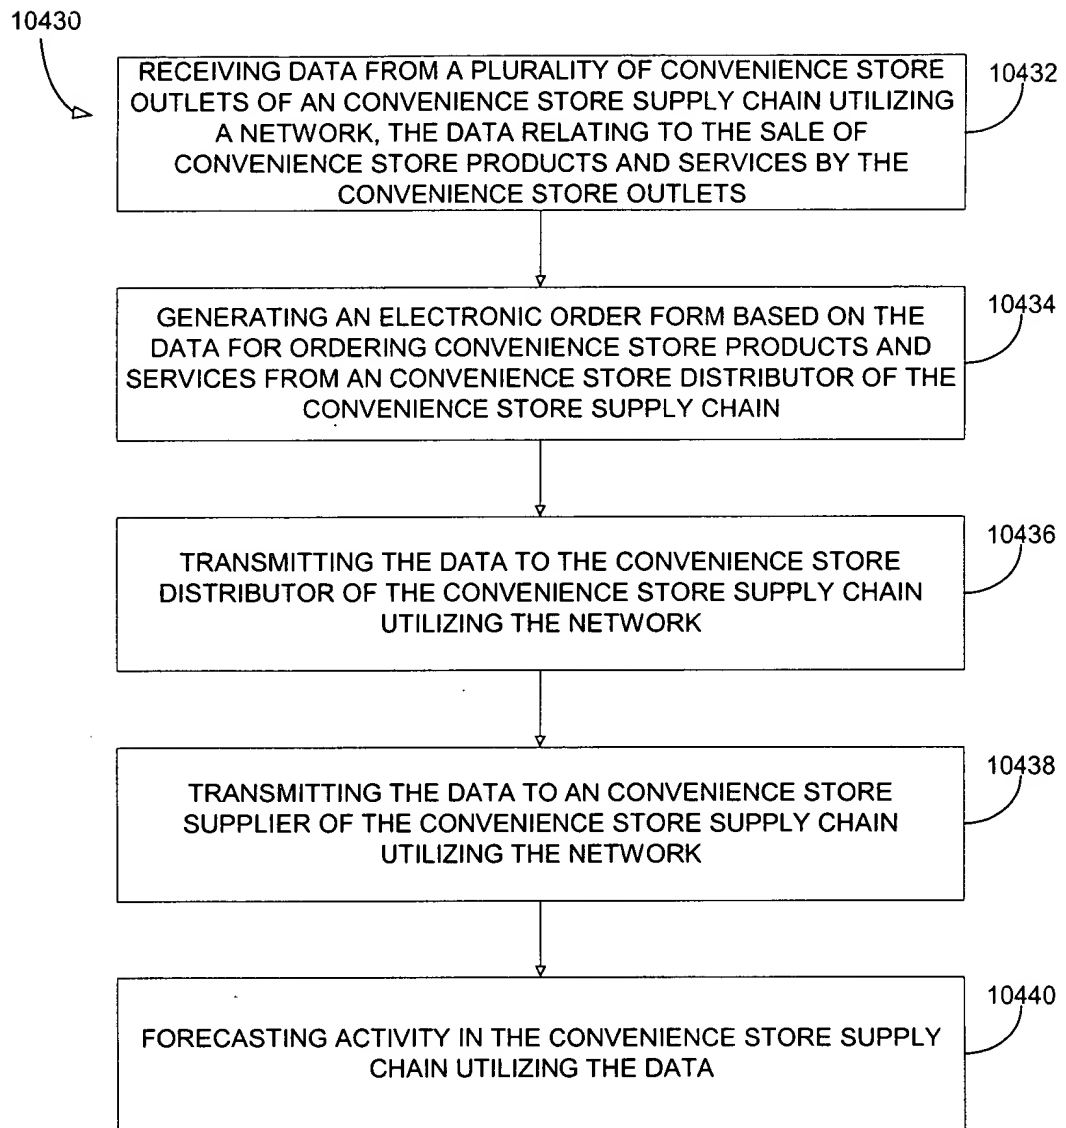 10430
RECEIVING DATA FROM A PLURALITY OF CONVENIENCE STORE
OUTLETS OF AN CONVENIENCE STORE SUPPLY CHAIN UTILIZING
A NETWORK, THE DATA RELATING TO THE SALE OF
CONVENIENCE STORE PRODUCTS AND SERVICES BY THE
CONVENIENCE STORE OUTLETS
10432
GENERATING AN ELECTRONIC ORDER FORM BASED ON THE
DATA FOR ORDERING CONVENIENCE STORE PRODUCTS AND
SERVICES FROM AN CONVENIENCE STORE DISTRIBUTOR OF THE
CONVENIENCE STORE SUPPLY CHAIN
10434
TRANSMITTING THE DATA TO THE CONVENIENCE STORE
DISTRIBUTOR OF THE CONVENIENCE STORE SUPPLY CHAIN
UTILIZING THE NETWORK
10436
TRANSMITTING THE DATA TO AN CONVENIENCE STORE
SUPPLIER OF THE CONVENIENCE STORE SUPPLY CHAIN
UTILIZING THE NETWORK
10438
FORECASTING ACTIVITY IN THE CONVENIENCE STORE SUPPLY
CHAIN UTILIZING THE DATA
10440